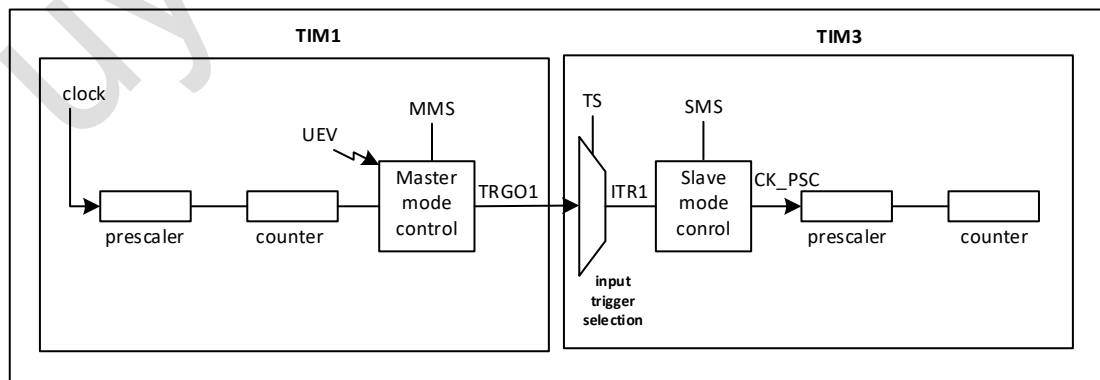 TIM1
TIM3
clock
MMS
UEV
Master
mode
control
TRGO1
prescaler
counter
TS
SMS
ITR1
Slave
mode
conrol
CK_PSC
prescaler
counter
input
trigger
selection